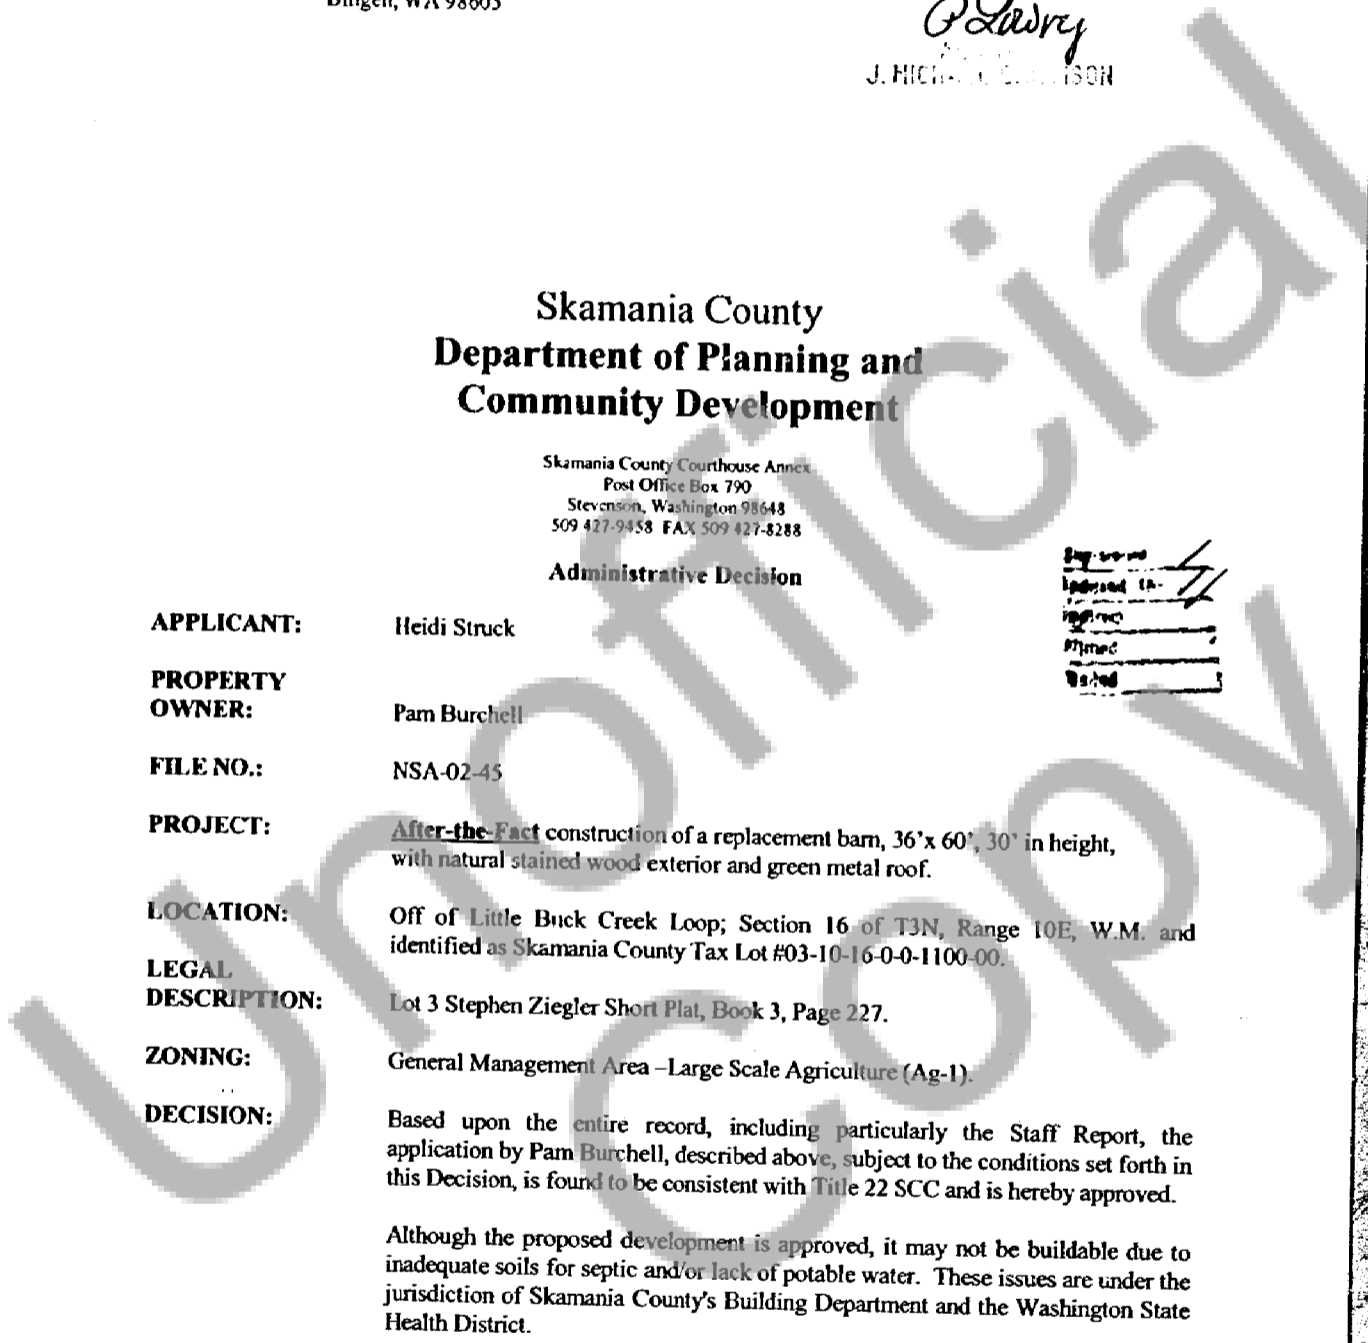 Bingen, WA 98605
P Lowry
J. MICH
Skamania County
Department of Planning and
Community Development
Skamania County Courthouse Annex
Post Office Box 790
Stevenson, Washington 98648
509 427-9458 FAX 509 427-8288
Administrative Decision
APPLICANT: Heidi Struck
PROPERTY
OWNER: Pam Burchell
FILE NO.: NSA-02-45
PROJECT: After-the-Fact construction of a replacement barn, 36'x 60', 30' in height,
with natural stained wood exterior and green metal roof.
LOCATION: Off of Little Buck Creek Loop; Section 16 of T3N, Range 10E, W.M. and
identified as Skamania County Tax Lot #03-10-16-0-0-1100-00.
LEGAL
DESCRIPTION: Lot 3 Stephen Ziegler Short Plat, Book 3, Page 227.
ZONING: General Management Area –Large Scale Agriculture (Ag-1).
DECISION: Based upon the entire record, including particularly the Staff Report, the
application by Pam Burchell, described above, subject to the conditions set forth in
this Decision, is found to be consistent with Title 22 SCC and is hereby approved.
Although the proposed development is approved, it may not be buildable due to
inadequate soils for septic and/or lack of potable water. These issues are under the
jurisdiction of Skamania County's Building Department and the Washington State
Health District.
Unofficial
Copy